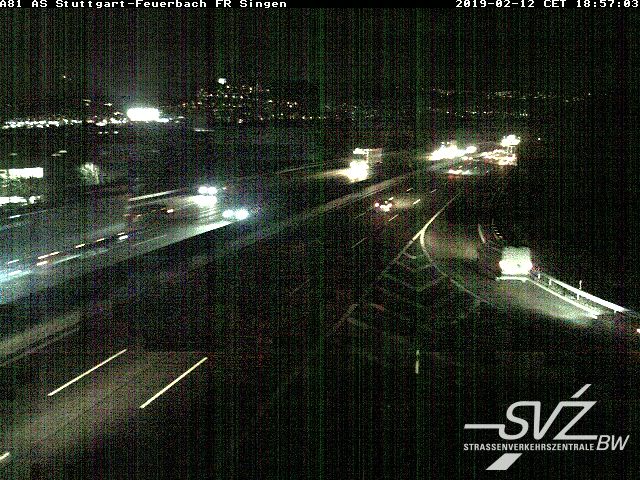 A81 AS Stuttgart-Feuerbach FR Singen 2019-02-12 CET 18:57:03
SVZ
STRASSENVERKEHRSZENTRALE BW